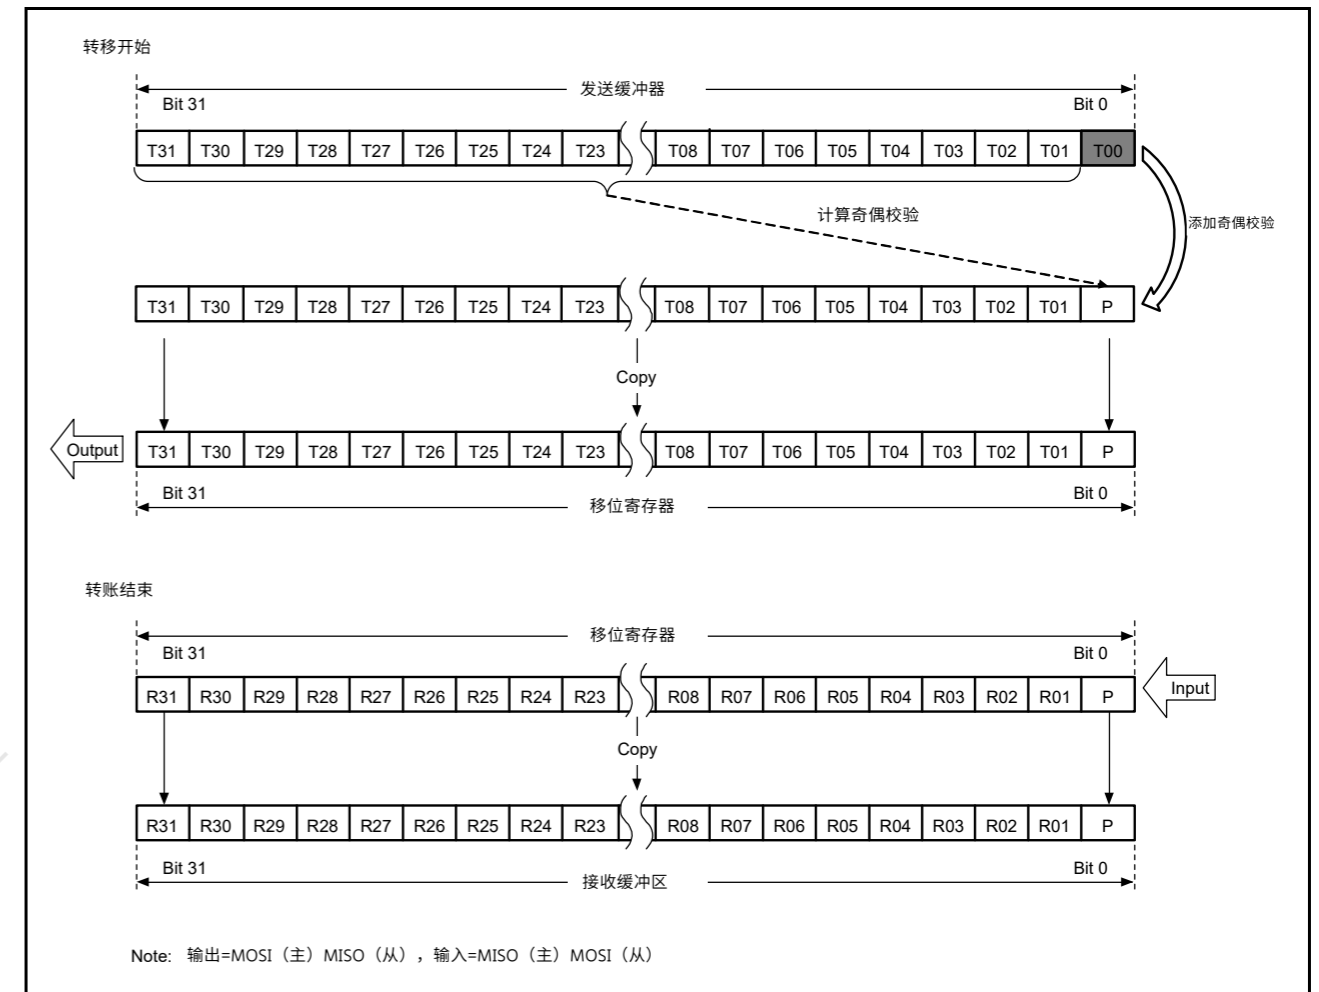 转移开始
发送缓冲器
Bit 31 Bit 0
T31 T30 T29 T28 T27 T26 T25 T24 T23 T08 T07 T06 T05 T04 T03 T02 T01 T00
计算奇偶校验
添加奇偶校验
T31 T30 T29 T28 T27 T26 T25 T24 T23 T08 T07 T06 T05 T04 T03 T02 T01 P
Copy
Output T31 T30 T29 T28 T27 T26 T25 T24 T23 T08 T07 T06 T05 T04 T03 T02 T01 P
Bit 31 Bit 0
移位寄存器
转账结束
移位寄存器
Bit 31 Bit 0
R31 R30 R29 R28 R27 R26 R25 R24 R23 R08 R07 R06 R05 R04 R03 R02 R01 P Input
Copy
R31 R30 R29 R28 R27 R26 R25 R24 R23 R08 R07 R06 R05 R04 R03 R02 R01 P
Bit 31 Bit 0
接收缓冲区
Note: 输出=MOSI（主）MISO（从），输入=MISO（主）MOSI（从）